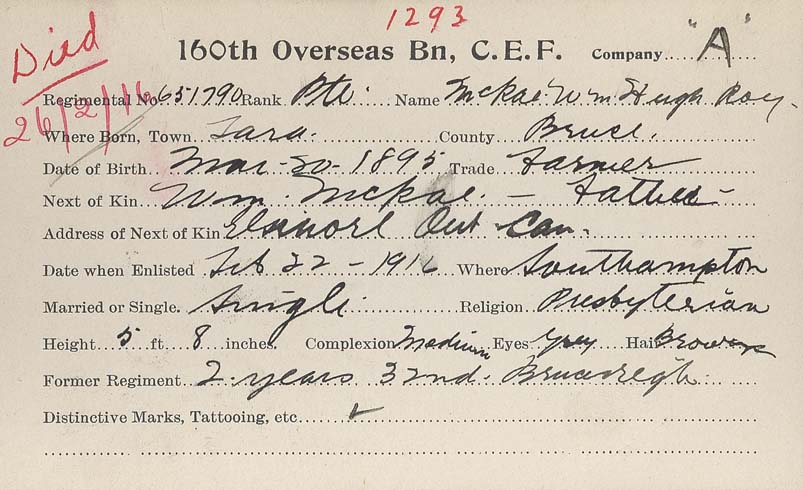 1293
Died
26/2/16
160th Overseas Bn, C.E.F. Company "A"
Regimental No 651790 Rank Pte. Name McRae Wm Hugh Roy.
Where Born, Town Tara. County Bruce.
Date of Birth Mar-20-1895 Trade Farmer
Next of Kin Wm. McRae. - Father -
Address of Next of Kin Elsinore Ont Can.
Date when Enlisted Feb 22-1916 Where Southampton
Married or Single. Single. Religion Presbyterian
Height 5 ft. 8 inches. Complexion Medium Eyes Grey Hair Brown
Former Regiment 2 years 32nd. Bruce
Distinctive Marks, Tattooing, etc.